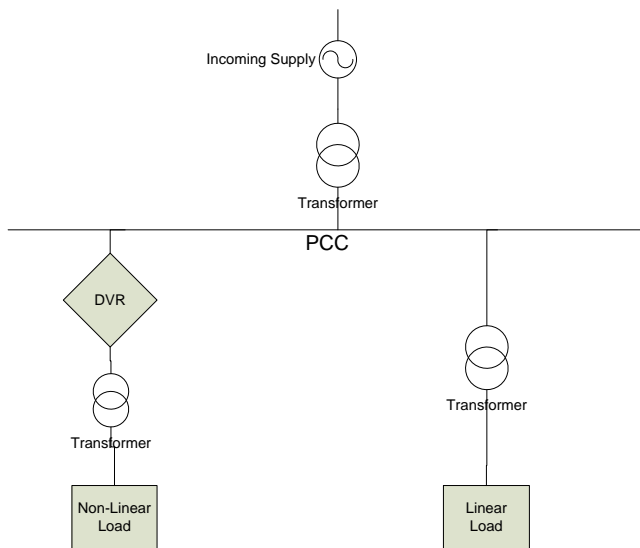 Incoming Supply
Transformer
PCC
DVR
Transformer
Transformer
Non-Linear
Load
Linear
Load